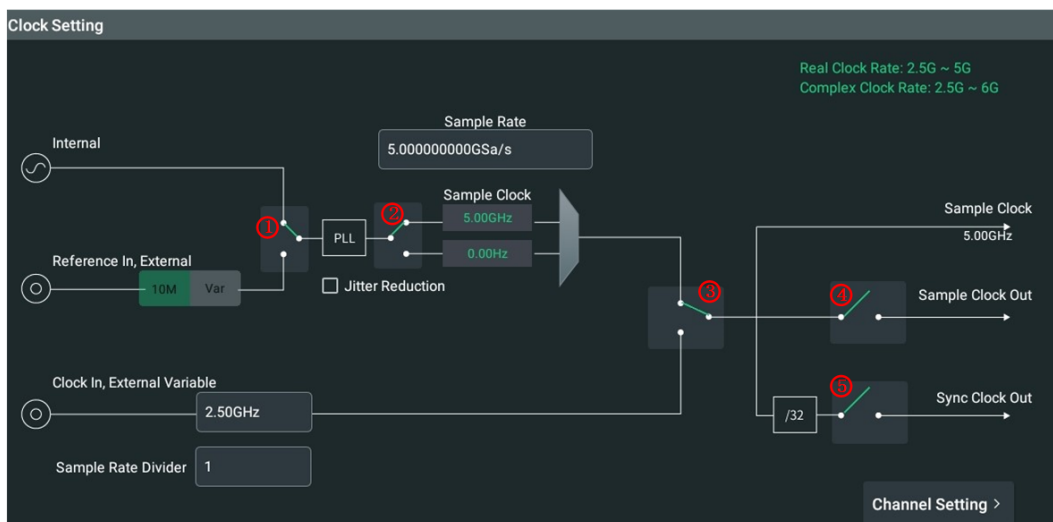 Clock Setting
Real Clock Rate: 2.5G ~ 5G
Complex Clock Rate: 2.5G ~ 6G
Sample Rate
5.000000000GSa/s
Internal
Sample Clock
①
②
5.00GHz
PLL
0.00Hz
Reference In, External
10M
Var
Jitter Reduction
Sample Clock
5.00GHz
③
④
Sample Clock Out
Clock In, External Variable
2.50GHz
⑤
/32
Sync Clock Out
Sample Rate Divider
1
Channel Setting >